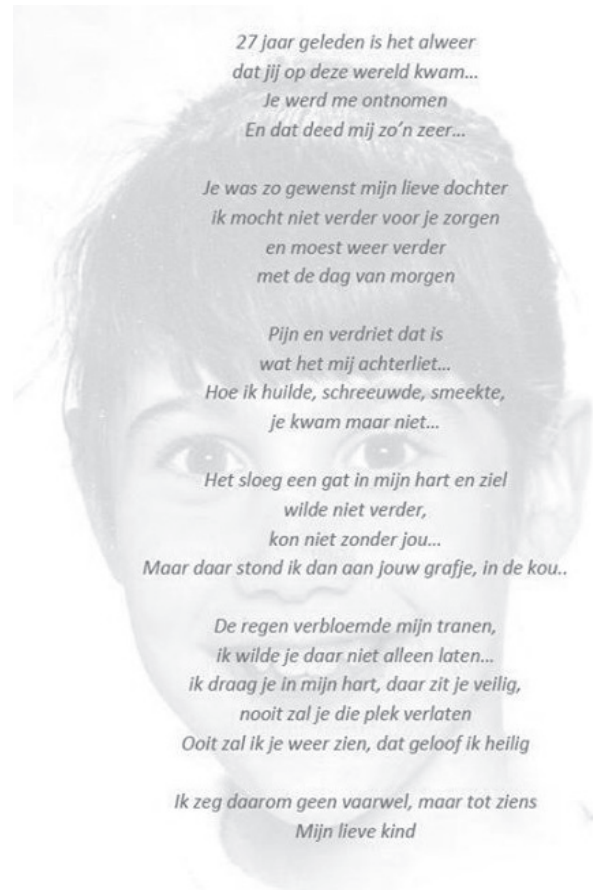 27 jaar geleden is het alweer
dat jij op deze wereld kwam...
Je werd me ontnomen
En dat deed mij zo'n zeer...
Je was zo gewenst mijn lieve dochter
ik mocht niet verder voor je zorgen
en moest weer verder
met de dag van morgen
Pijn en verdriet dat is
wat het mij achterliet...
Hoe ik huilde, schreeuwde, smeekte,
je kwam maar niet...
Het sloeg een gat in mijn hart en ziel
wilde niet verder,
kon niet zonder jou...
Maar daar stond ik dan aan jouw grafje, in de kou..
De regen verbloemde mijn tranen,
ik wilde je daar niet alleen laten...
ik draag je in mijn hart, daar zit je veilig,
nooit zal je die plek verlaten
Ooit zal ik je weer zien, dat geloof ik heilig
Ik zeg daarom geen vaarwel, maar tot ziens
Mijn lieve kind